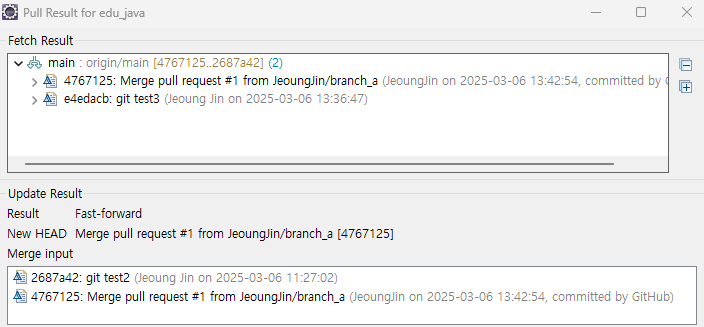 Pull Result for edu_java
Fetch Result
main : origin/main [4767125..2687a42] (2)
4767125: Merge pull request #1 from JeoungJin/branch_a (JeoungJin on 2025-03-06 13:42:54, committed by G
e4edacb: git test3 (Jeoung Jin on 2025-03-06 13:36:47)
Update Result
Result Fast-forward
New HEAD Merge pull request #1 from JeoungJin/branch_a [4767125]
Merge input
2687a42: git test2 (Jeoung Jin on 2025-03-06 11:27:02)
4767125: Merge pull request #1 from JeoungJin/branch_a (JeoungJin on 2025-03-06 13:42:54, committed by GitHub)